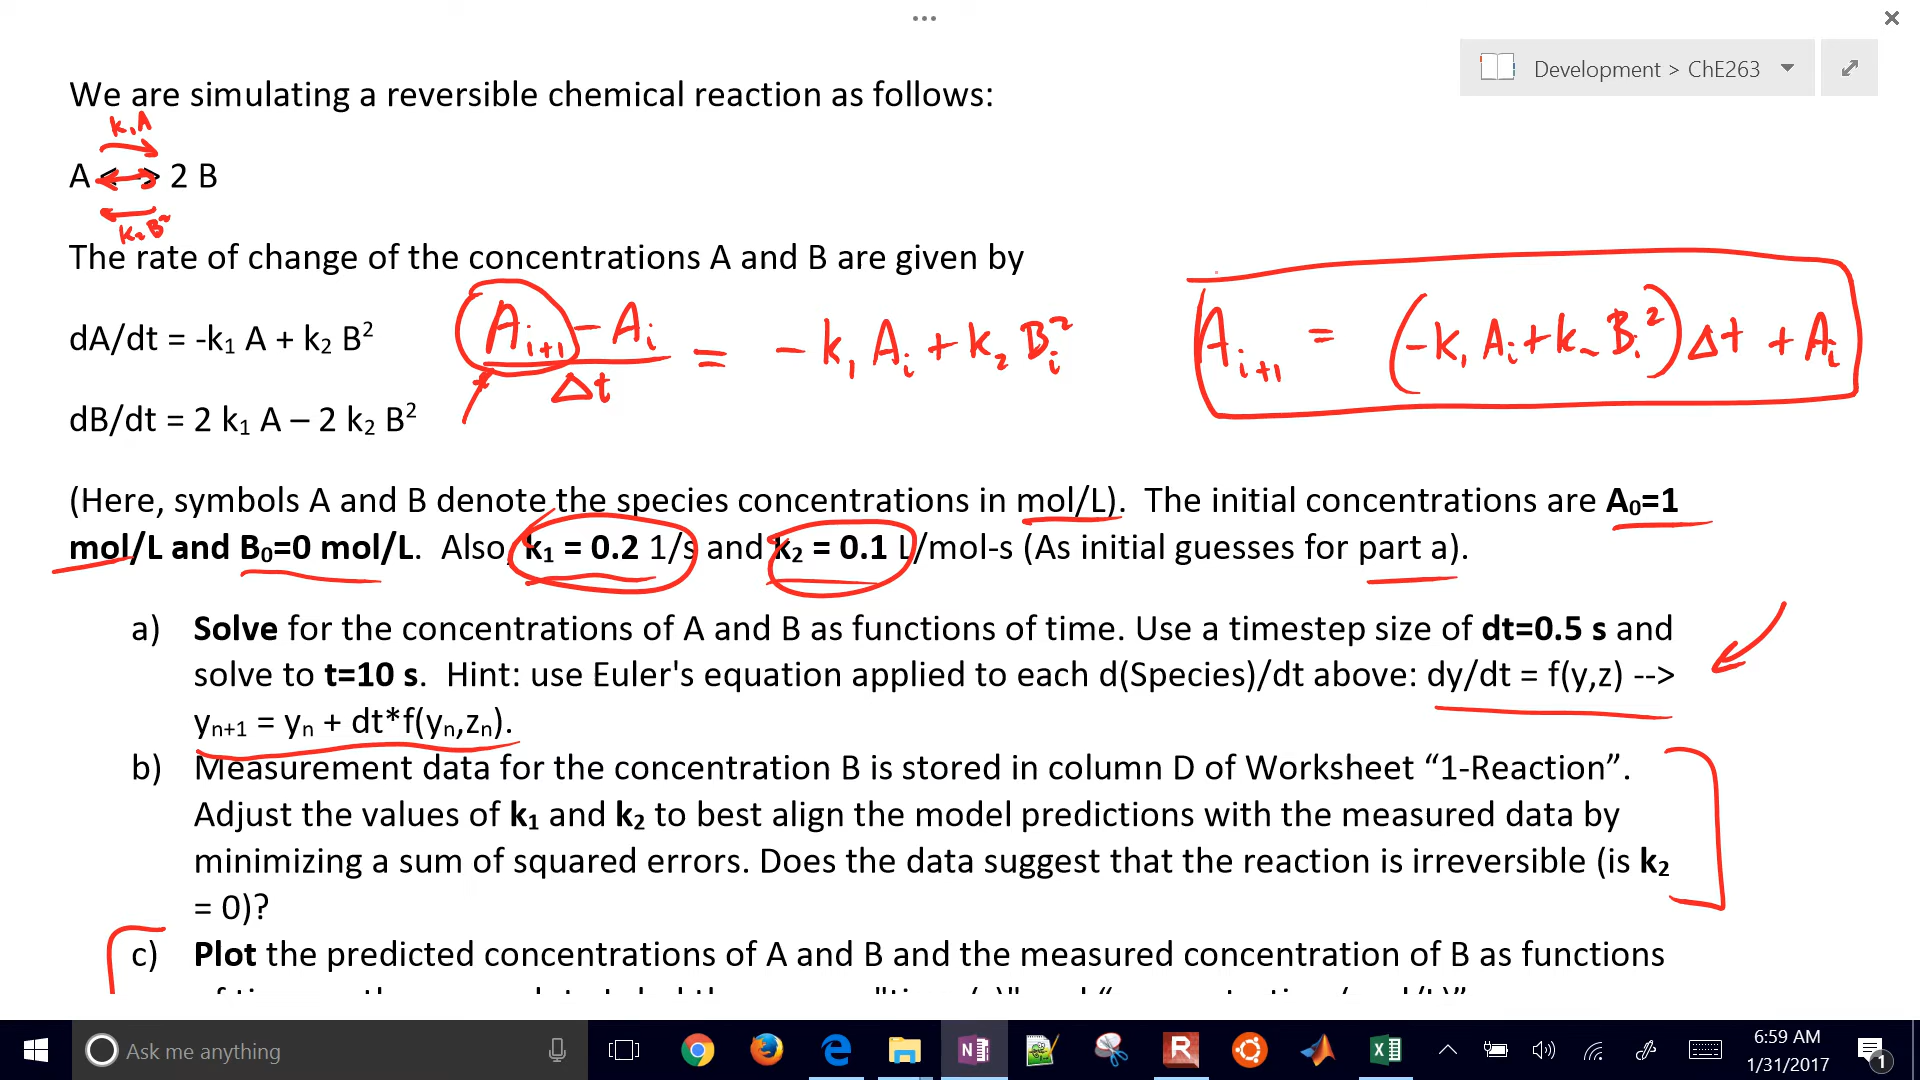 Development > ChE263
We are simulating a reversible chemical reaction as follows:
k₁A
A <-> 2 B
k₂B²
The rate of change of the concentrations A and B are given by
dA/dt = -k₁ A + k₂ B²
(Aᵢ₊₁ - Aᵢ)/Δt = -k₁ Aᵢ + k₂ Bᵢ²
Aᵢ₊₁ = (-k₁ Aᵢ + k₂ Bᵢ²) Δt + Aᵢ
dB/dt = 2 k₁ A – 2 k₂ B²
(Here, symbols A and B denote the species concentrations in mol/L). The initial concentrations are A₀=1
mol/L and B₀=0 mol/L. Also, k₁ = 0.2 1/s and k₂ = 0.1 L/mol-s (As initial guesses for part a).
a) Solve for the concentrations of A and B as functions of time. Use a timestep size of dt=0.5 s and
solve to t=10 s. Hint: use Euler's equation applied to each d(Species)/dt above: dy/dt = f(y,z) -->
yₙ₊₁ = yₙ + dt*f(yₙ,zₙ).
b) Measurement data for the concentration B is stored in column D of Worksheet “1-Reaction”.
Adjust the values of k₁ and k₂ to best align the model predictions with the measured data by
minimizing a sum of squared errors. Does the data suggest that the reaction is irreversible (is k₂
= 0)?
c) Plot the predicted concentrations of A and B and the measured concentration of B as functions
Ask me anything
6:59 AM
1/31/2017
1